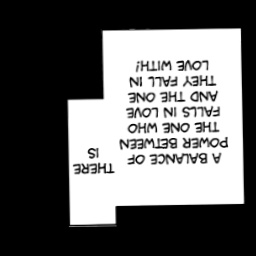 THERE
IS
A BALANCE OF
POWER BETWEEN
THE ONE WHO
FALLS IN LOVE
AND THE ONE
THEY FALL IN
LOVE WITH!